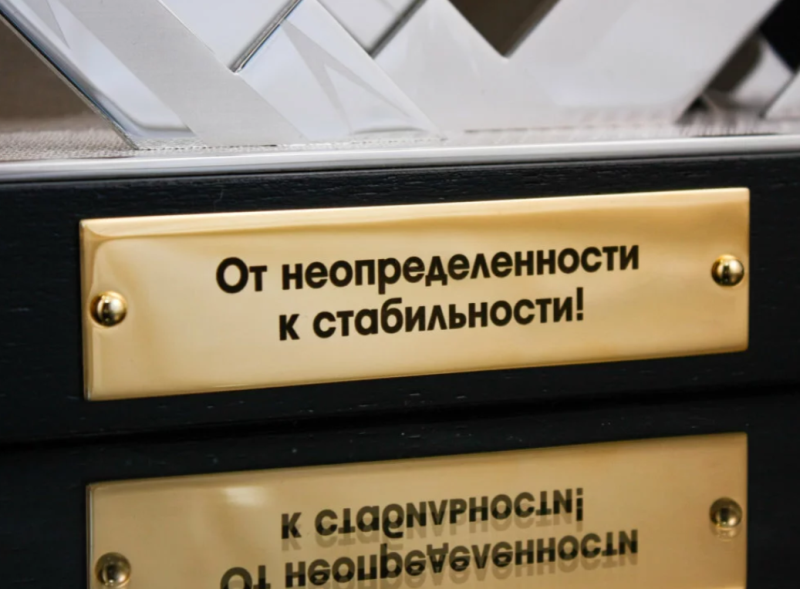 От неопределенности
к стабильности!